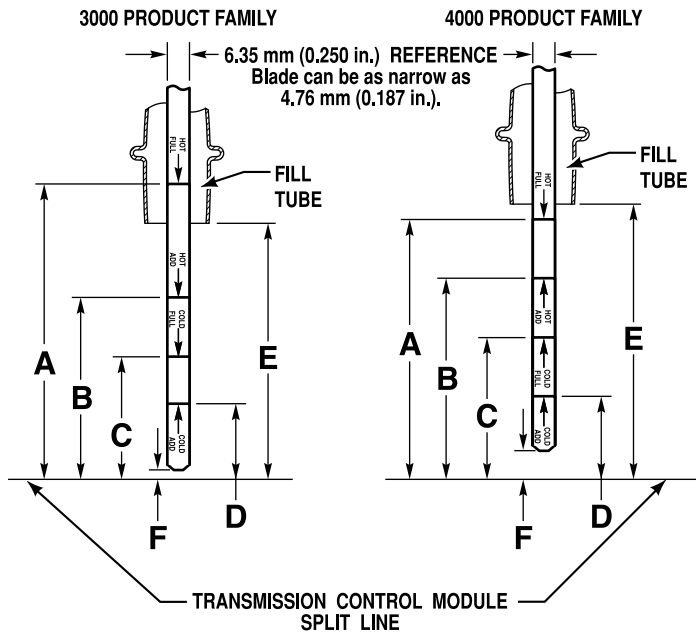 3000 PRODUCT FAMILY
4000 PRODUCT FAMILY
6.35 mm (0.250 in.) REFERENCE
Blade can be as narrow as
4.76 mm (0.187 in.).
HOT
FULL
HOT
ADD
COLD
FULL
COLD
ADD
FILL
TUBE
A
B
C
D
E
F
HOT
FULL
HOT
ADD
COLD
FULL
COLD
ADD
FILL
TUBE
A
B
C
D
E
F
TRANSMISSION CONTROL MODULE
SPLIT LINE